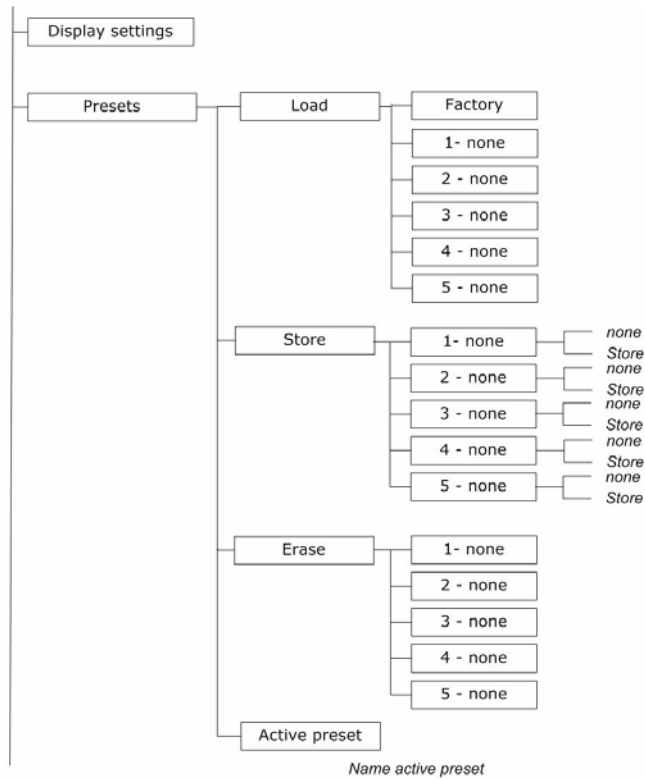 Display settings
Presets Load Factory
1- none
2 - none
3 - none
4 - none
5 - none
Store 1- none none
Store
2 - none none
Store
3 - none none
Store
4 - none none
Store
5 - none none
Store
Erase 1- none
2 - none
3 - none
4 - none
5 - none
Active preset
Name active preset